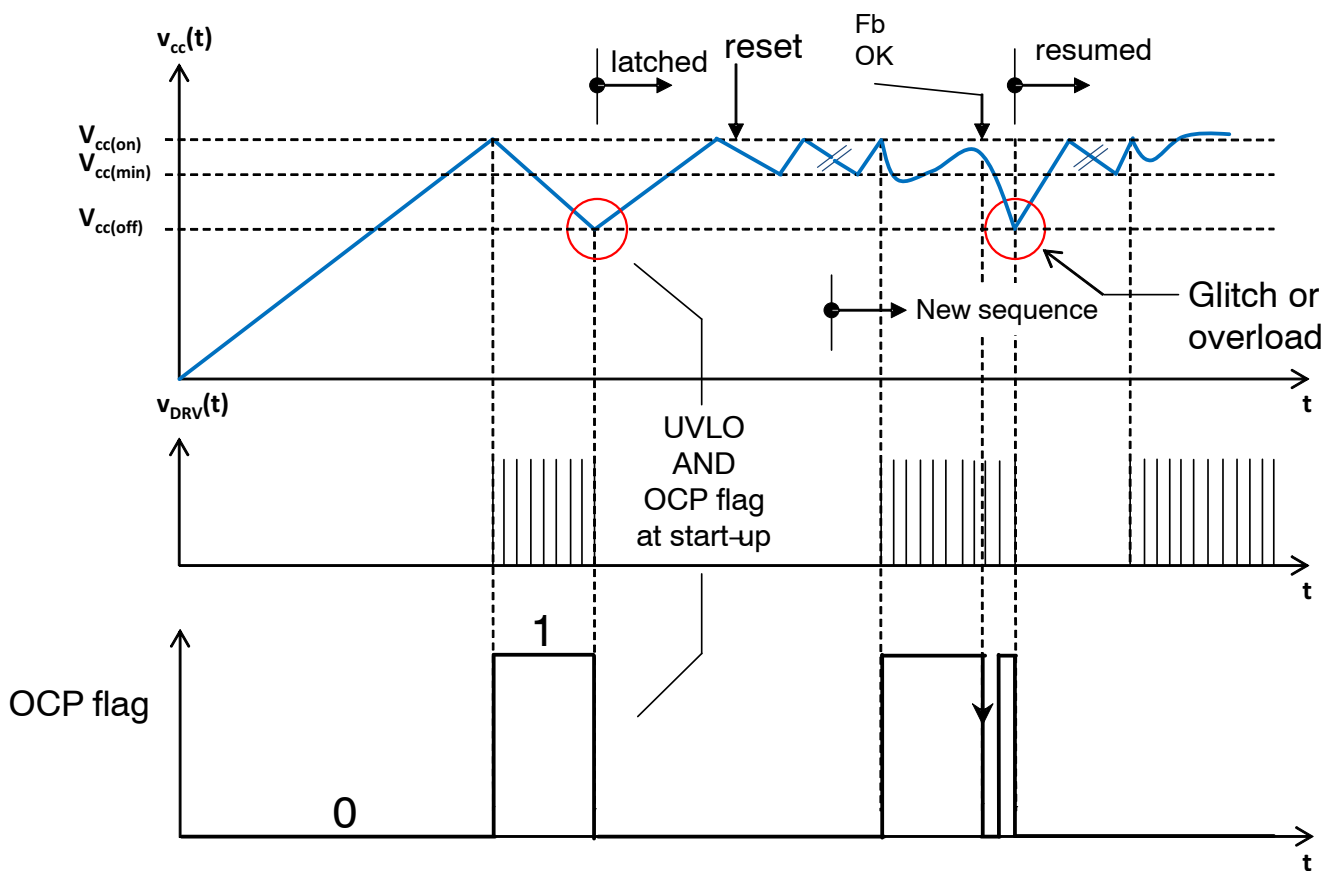 vcc(t)
latched
reset
Fb
OK
resumed
Vcc(on)
Vcc(min)
Vcc(off)
New sequence
Glitch or
overload
t
vDRV(t)
UVLO
AND
OCP flag
at start-up
t
1
OCP flag
0
t